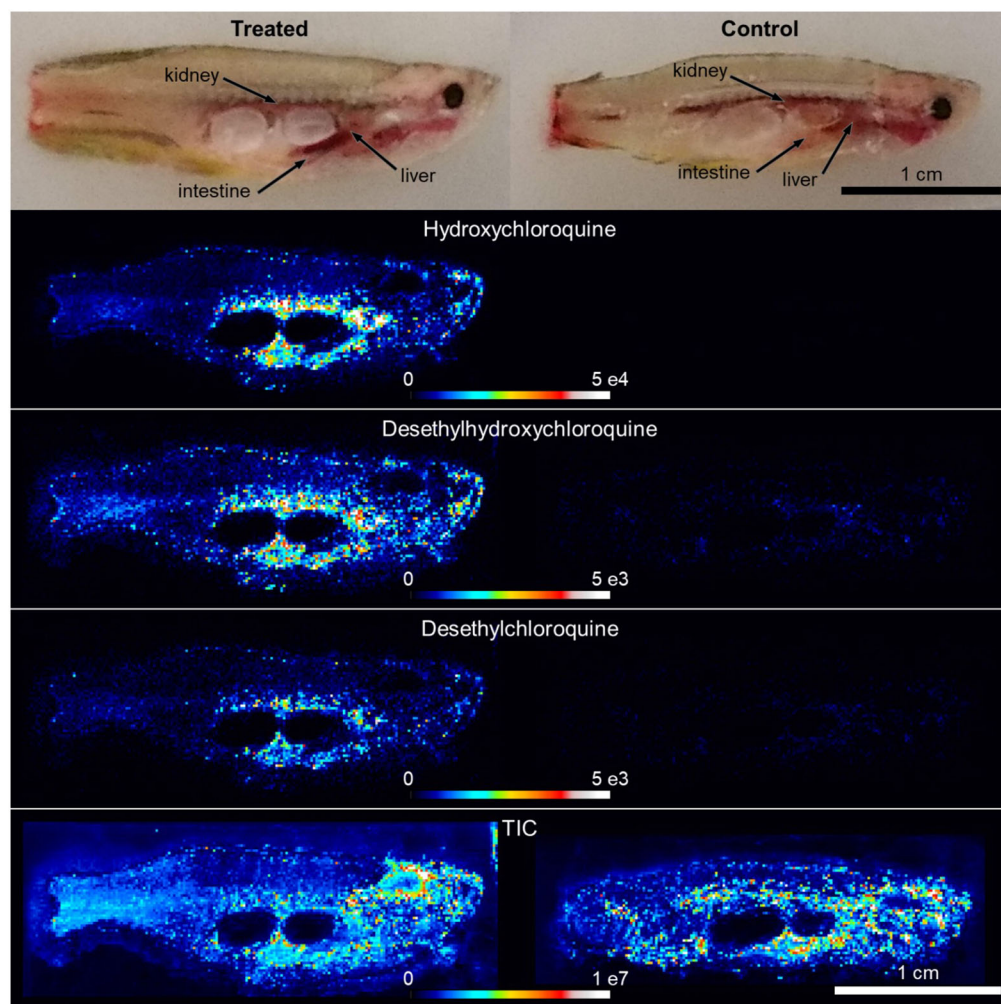 Treated Control
kidney kidney
intestine liver intestine liver 1 cm
Hydroxychloroquine
0 5 e4
Desethylhydroxychloroquine
0 5 e3
Desethylchloroquine
0 5 e3
TIC
0 1 e7 1 cm